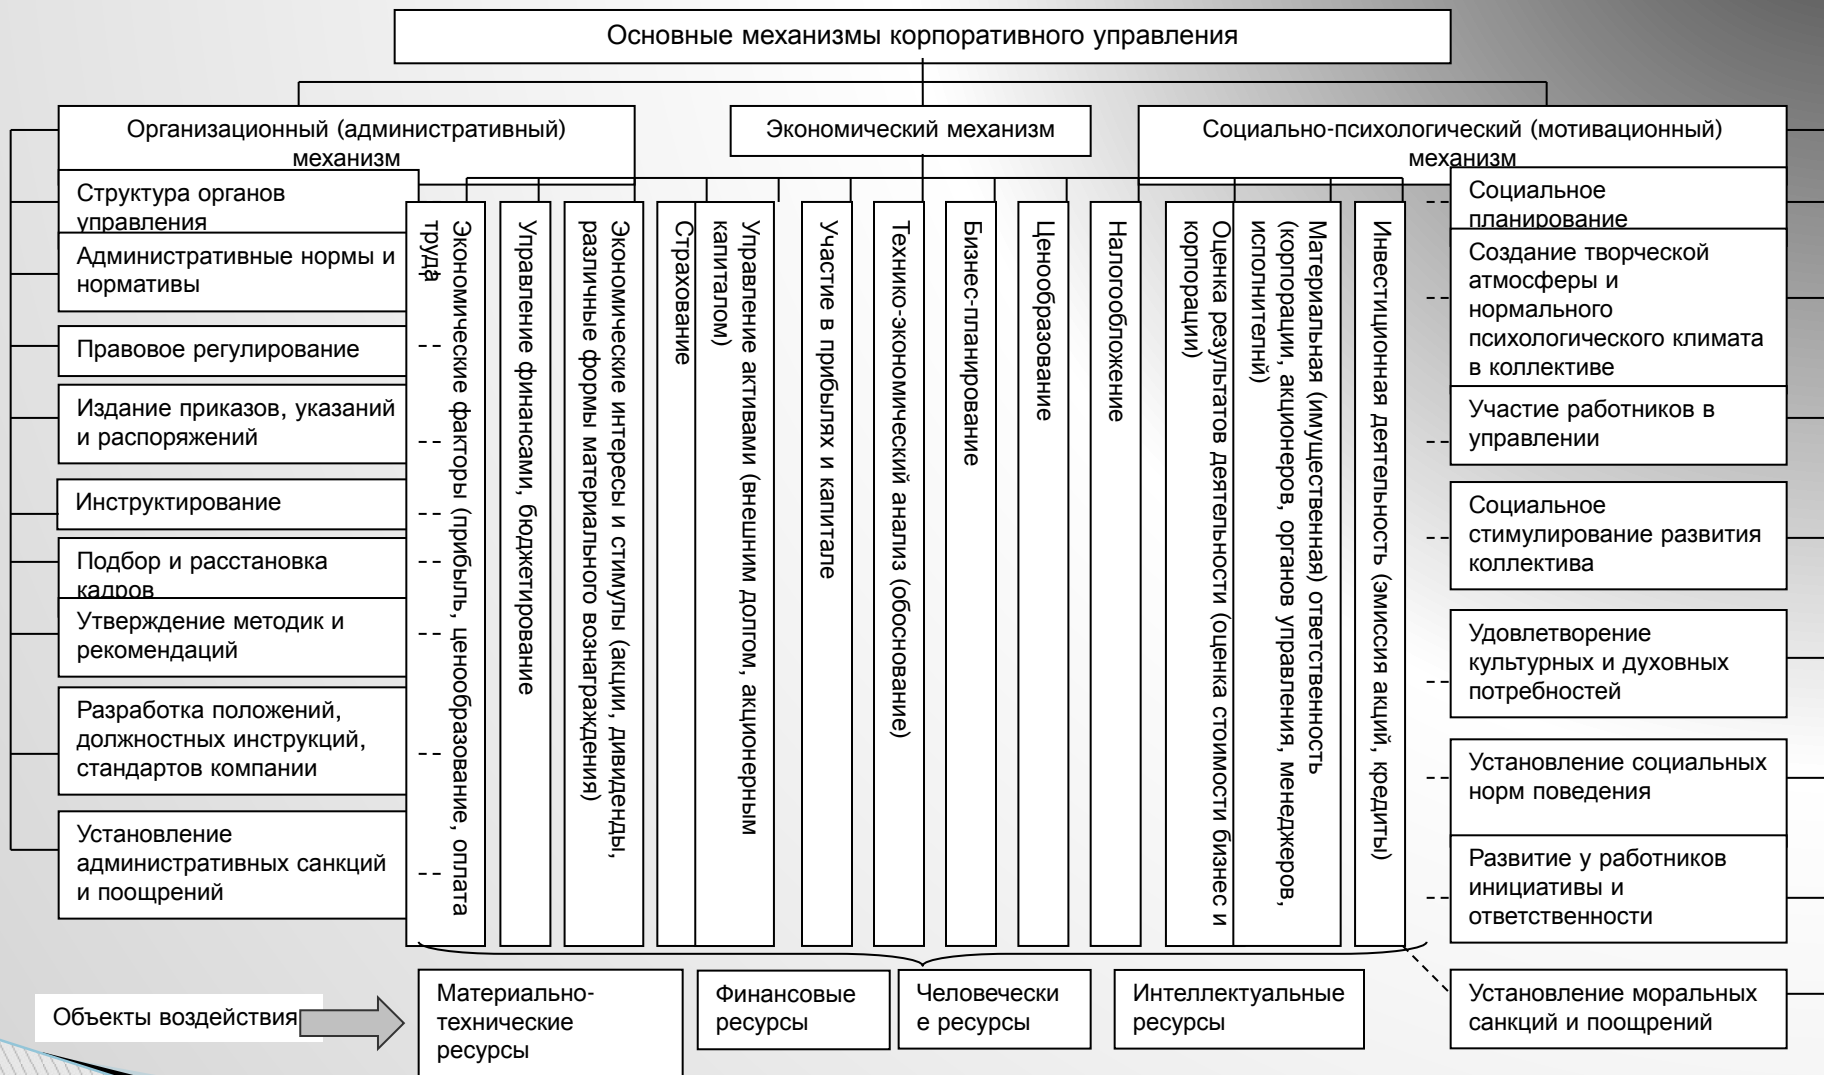 Основные механизмы корпоративного управления
Организационный (административный)
механизм
Экономический механизм
Социально-психологический (мотивационный)
механизм
Структура органов
управления
Административные нормы и
нормативы
Правовое регулирование
Издание приказов, указаний
и распоряжений
Инструктирование
Подбор и расстановка
кадров
Утверждение методик и
рекомендаций
Разработка положений,
должностных инструкций,
стандартов компании
Установление
административных санкций
и поощрений
Экономические факторы (прибыль, ценообразование, оплата
труда
Управление финансами, бюджетирование
Экономические интересы и стимулы (акции, дивиденды,
различные формы материального вознаграждения)
Страхование
Управление активами (внешним долгом, акционерным
капиталом)
Участие в прибылях и капитале
Технико-экономический анализ (обоснование)
Бизнес-планирование
Ценообразование
Налогообложение
Оценка результатов деятельности (оценка стоимости бизнес и
корпорации)
Материальная (имущественная) ответственность
(корпорации, акционеров, органов управления, менеджеров,
исполнителнй)
Инвестиционная деятельность (эмиссия акций, кредиты)
Социальное
планирование
Создание творческой
атмосферы и
нормального
психологического климата
в коллективе
Участие работников в
управлении
Социальное
стимулирование развития
коллектива
Удовлетворение
культурных и духовных
потребностей
Установление социальных
норм поведения
Развитие у работников
инициативы и
ответственности
Установление моральных
санкций и поощрений
Объекты воздействия
Материально-
технические
ресурсы
Финансовые
ресурсы
Человечески
е ресурсы
Интеллектуальные
ресурсы